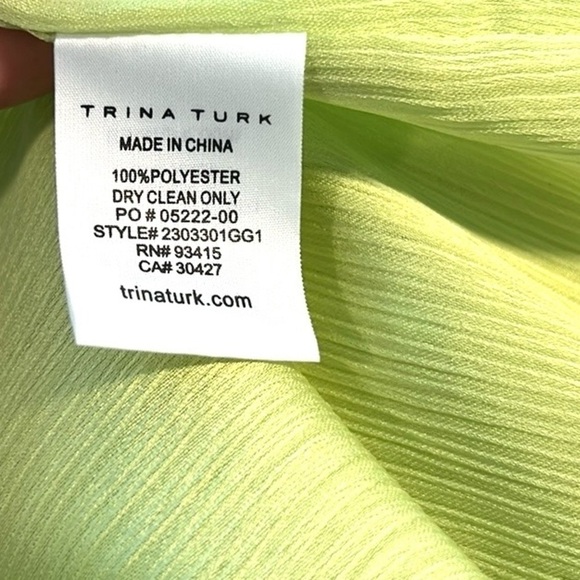 TRINA TURK
MADE IN CHINA
100%POLYESTER
DRY CLEAN ONLY
PO # 05222-00
STYLE# 2303301GG1
RN# 93415
CA# 30427
trinaturk.com